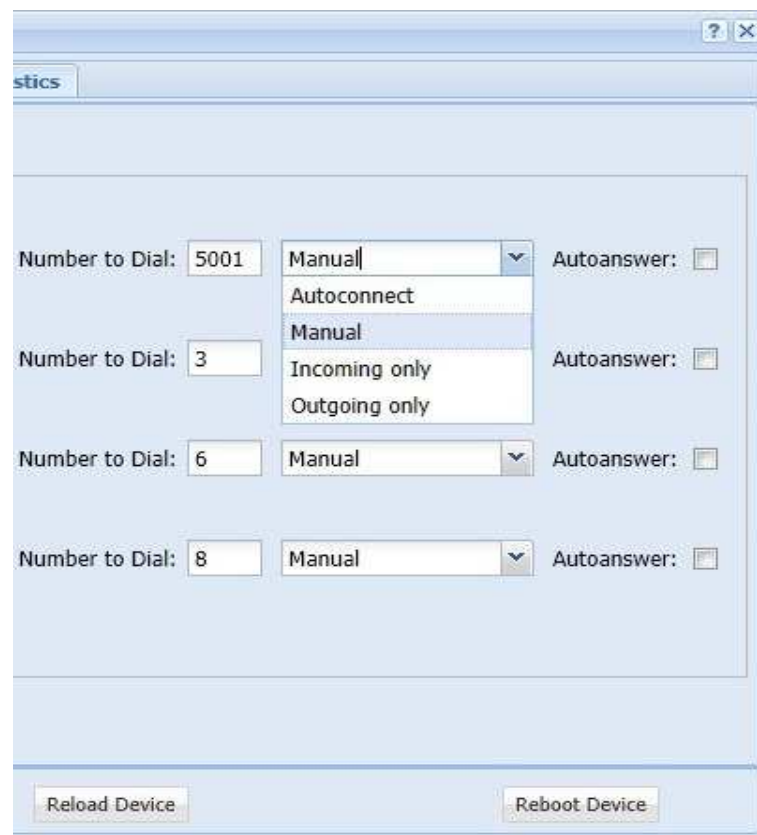 ?
stics
Number to Dial: 5001 Manual Autoanswer:
Autoconnect
Manual
Incoming only
Outgoing only
Number to Dial: 3 Autoanswer:
Number to Dial: 6 Manual Autoanswer:
Number to Dial: 8 Manual Autoanswer:
Reload Device Reboot Device